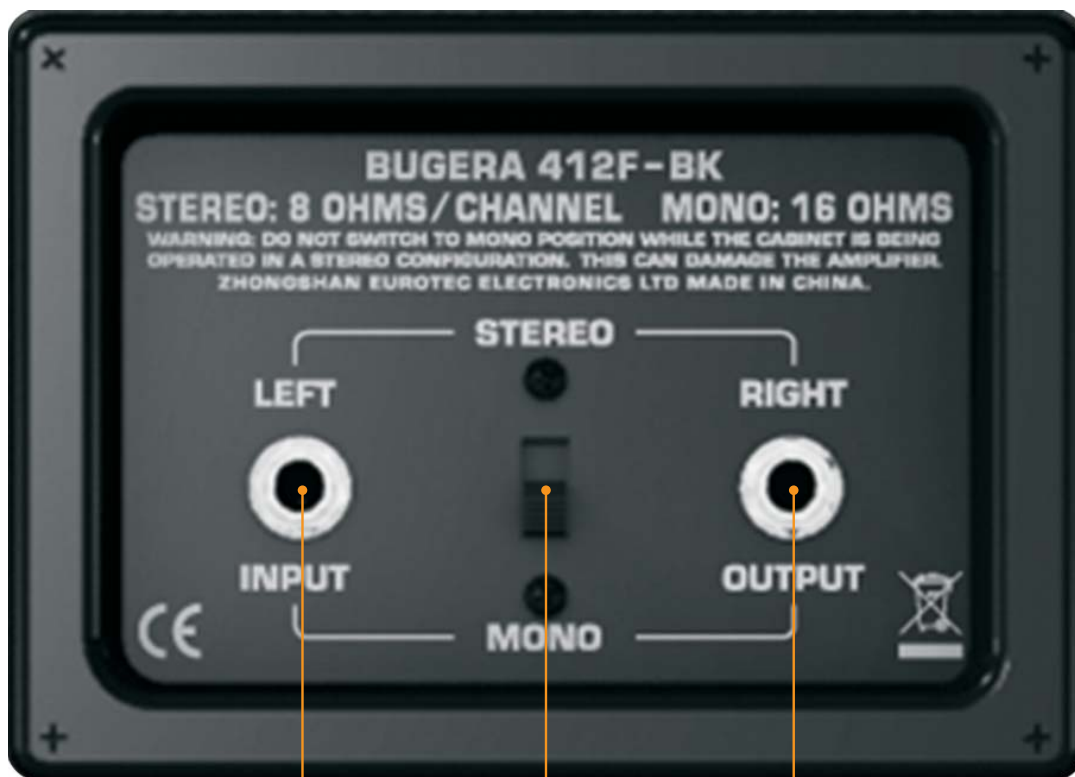 BUGERA 412F-BK
STEREO: 8 OHMS/CHANNEL MONO: 16 OHMS
WARNING: DO NOT SWITCH TO MONO POSITION WHILE THE CABINET IS BEING
OPERATED IN A STEREO CONFIGURATION. THIS CAN DAMAGE THE AMPLIFIER.
ZHONGSHAN EUROTEC ELECTRONICS LTD MADE IN CHINA.
STEREO
LEFT RIGHT
INPUT OUTPUT
MONO
CE